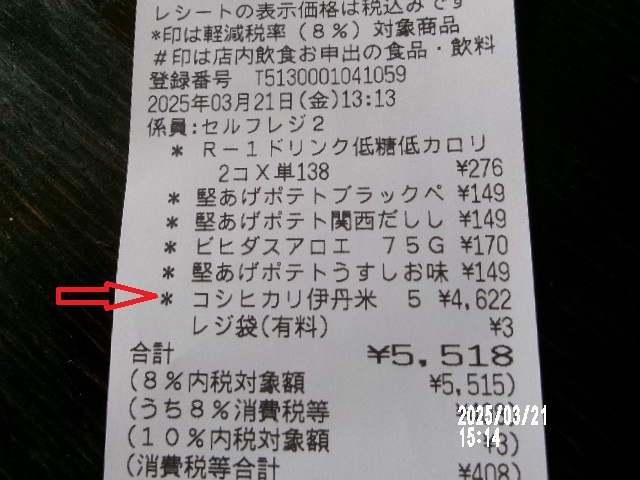 レシートの表示価格は税込みです
*印は軽減税率(8%)対象商品
#印は店内飲食お申出の食品・飲料
登録番号 T5130001041059
2025年03月21日(金)13:13
係員:セルフレジ2
* R-1ドリンク低糖低カロリ
2コX単138 ¥276
* 堅あげポテトブラックペ ¥149
* 堅あげポテト関西だしし ¥149
* ビヒダスアロエ 75G ¥170
* 堅あげポテトうすしお味 ¥149
* コシヒカリ伊丹米 5 ¥4,622
レジ袋(有料) ¥3
合計 ¥5,518
(8%内税対象額 ¥5,515)
(うち8%消費税等
(10%内税対象額 ¥3)
(消費税等合計 ¥408)
2025/03/21
15:14